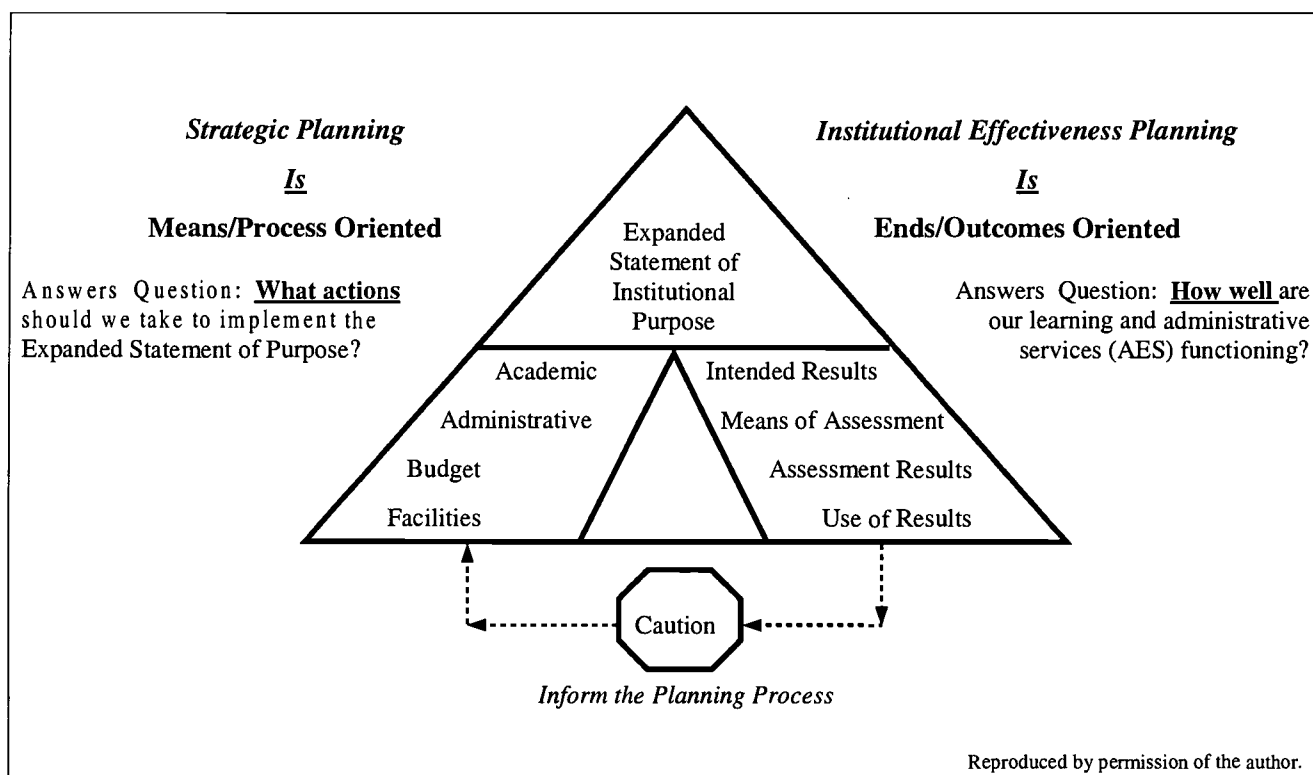 Strategic Planning
Is
Means/Process Oriented
Answers Question: What actions
should we take to implement the
Expanded Statement of Purpose?
Institutional Effectiveness Planning
Is
Ends/Outcomes Oriented
Answers Question: How well are
our learning and administrative
services (AES) functioning?
Expanded
Statement of
Institutional
Purpose
Academic
Administrative
Budget
Facilities
Intended Results
Means of Assessment
Assessment Results
Use of Results
Caution
Inform the Planning Process
Reproduced by permission of the author.